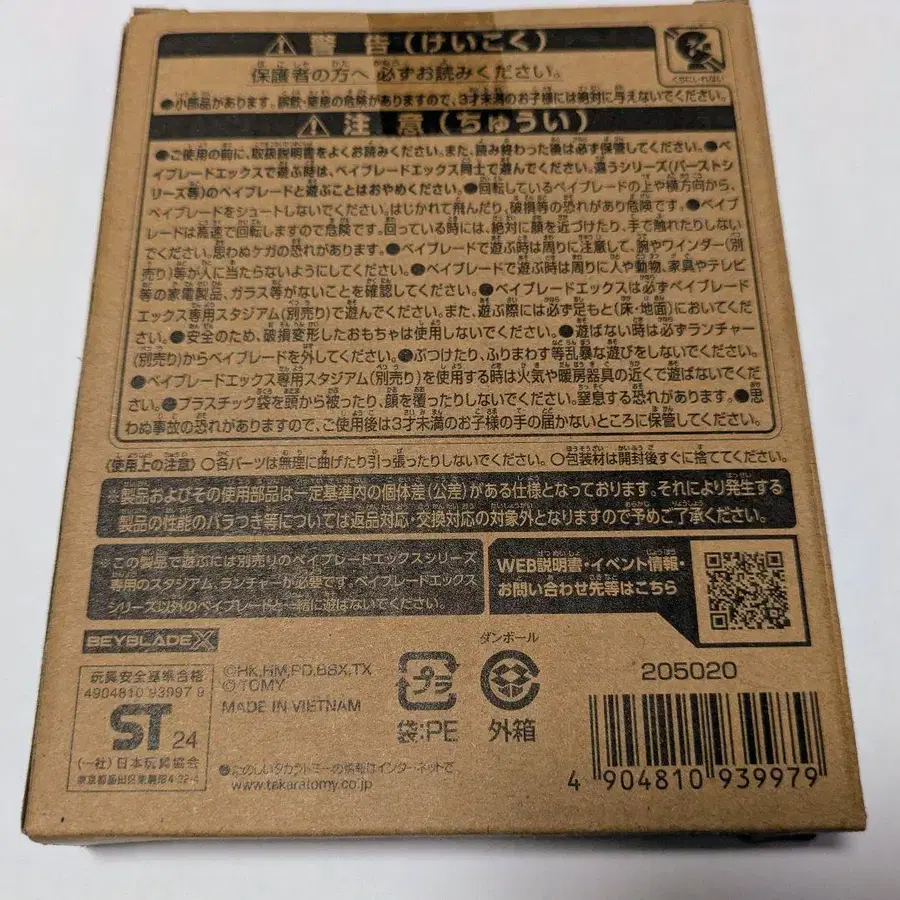 ⚠ 警告(けいこく)
保護者の方へ 必ずお読みください。
くちにいれない
●小部品があります。誤飲・窒息の危険がありますので、3才未満のお子様には絶対に与えないでください。
⚠ 注意(ちゅうい)
●ご使用の前に、取扱説明書をよくお読みください。また、読み終わった後は必ず保管してください。●ベ
イブレードエックスで遊ぶ時は、ベイブレードエックス同士で遊んでください。違うシリーズ(バーストシ
リーズ等)のベイブレードと遊ぶことはおやめください。●回転しているベイブレードの上や横方向から、
ベイブレードをシュートしないでください。はじかれて飛んだり、破損等の恐れがあり危険です。●ベイブ
レードは高速で回転しますので危険です。回っている時には、絶対に顔を近づけたり、手で触れたりしない
でください。思わぬケガの恐れがあります。●ベイブレードで遊ぶ時は周りに注意して、腕やワインダー(別
売り)等が人に当たらないようにしてください。●ベイブレードで遊ぶ時は周りに人や動物、家具やテレビ
等の家電製品、ガラス等がないことを確認してください。●ベイブレードエックスは必ずベイブレード
エックス専用スタジアム(別売り)で遊んでください。また、遊ぶ際には必ず足もと(床・地面)においてくだ
さい。●安全のため、破損変形したおもちゃは使用しないでください。●遊ばない時は必ずランチャー
(別売り)からベイブレードを外してください。●ぶつけたり、ふりまわす等乱暴な遊びをしないでください。
●ベイブレードエックス専用スタジアム(別売り)を使用する時は火気や暖房器具の近くで遊ばないでくだ
さい。●プラスチック袋を頭から被ったり、顔を覆ったりしないでください。窒息する恐れがあります。●思
わぬ事故の恐れがありますので、ご使用後は3才未満のお子様の手の届かないところに保管してください。
〈使用上の注意〉○各パーツは無理に曲げたり引っ張ったりしないでください。○包装材は開封後すぐに捨ててください。
※製品およびその使用部品は一定基準内の個体差(公差)がある仕様となっております。それにより発生する
製品の性能のバラつき等については返品対応・交換対応の対象外となりますので予めご了承ください。
※この製品で遊ぶには別売りのベイブレードエックスシリーズ
専用のスタジアム、ランチャーが必要です。ベイブレードエックス
シリーズ以外のベイブレードと一緒に遊ばないでください。
WEB説明書・イベント情報・
お問い合わせ先等はこちら
BEYBLADE X
玩具安全基準合格
4904810 93997 9
ST 24
(一社)日本玩具協会
東京都墨田区東駒形4-22-4
©HK,HM,PD,BBX,TX
©TOMY
MADE IN VIETNAM
プラ
袋:PE
ダンボール
外箱
●たのしいタカラトミーの情報はインターネットで
www.takaratomy.co.jp
205020
4 904810 939979